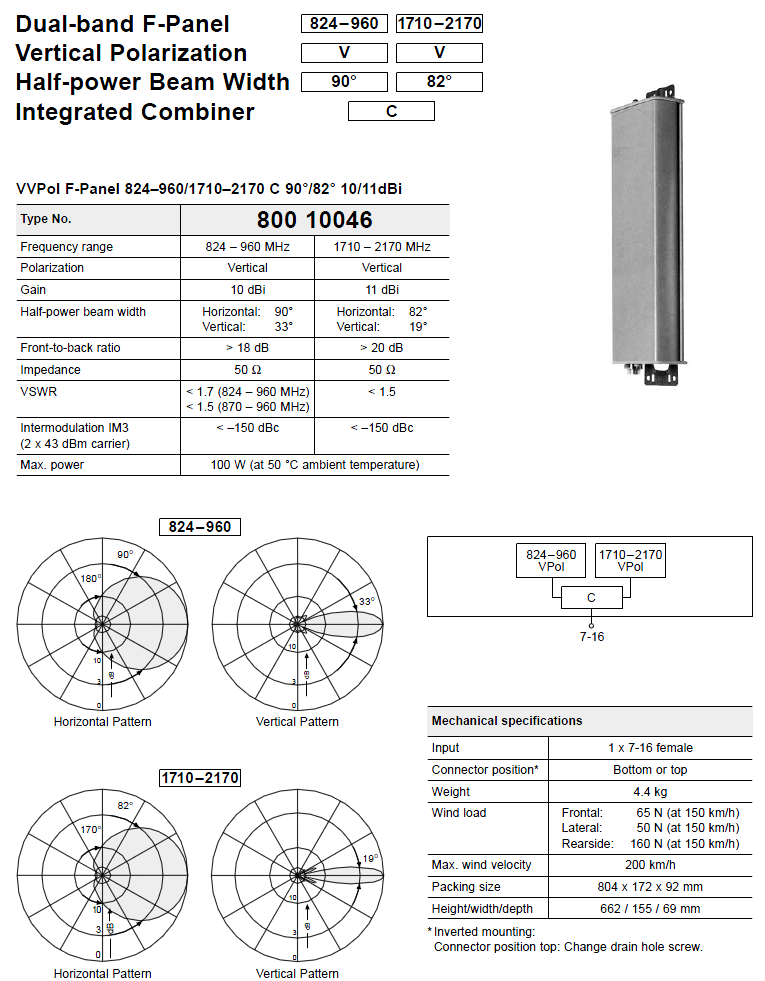 Dual-band F-Panel 824–960 1710–2170
Vertical Polarization V V
Half-power Beam Width 90° 82°
Integrated Combiner C
VVPol F-Panel 824–960/1710–2170 C 90°/82° 10/11dBi
Type No. 800 10046
Frequency range 824 – 960 MHz 1710 – 2170 MHz
Polarization Vertical Vertical
Gain 10 dBi 11 dBi
Half-power beam width Horizontal: 90° Horizontal: 82°
Vertical: 33° Vertical: 19°
Front-to-back ratio > 18 dB > 20 dB
Impedance 50 Ω 50 Ω
VSWR < 1.7 (824 – 960 MHz) < 1.5
< 1.5 (870 – 960 MHz)
Intermodulation IM3 < –150 dBc < –150 dBc
(2 x 43 dBm carrier)
Max. power 100 W (at 50 °C ambient temperature)
824–960
90°
180°
10
3
0
dB
Horizontal Pattern
33°
10
3
0
dB
Vertical Pattern
1710–2170
82°
170°
10
3
0
dB
Horizontal Pattern
19°
10
3
0
dB
Vertical Pattern
824–960 1710–2170
VPol VPol
C
7-16
Mechanical specifications
Input 1 x 7-16 female
Connector position* Bottom or top
Weight 4.4 kg
Wind load Frontal: 65 N (at 150 km/h)
Lateral: 50 N (at 150 km/h)
Rearside: 160 N (at 150 km/h)
Max. wind velocity 200 km/h
Packing size 804 x 172 x 92 mm
Height/width/depth 662 / 155 / 69 mm
* Inverted mounting:
Connector position top: Change drain hole screw.